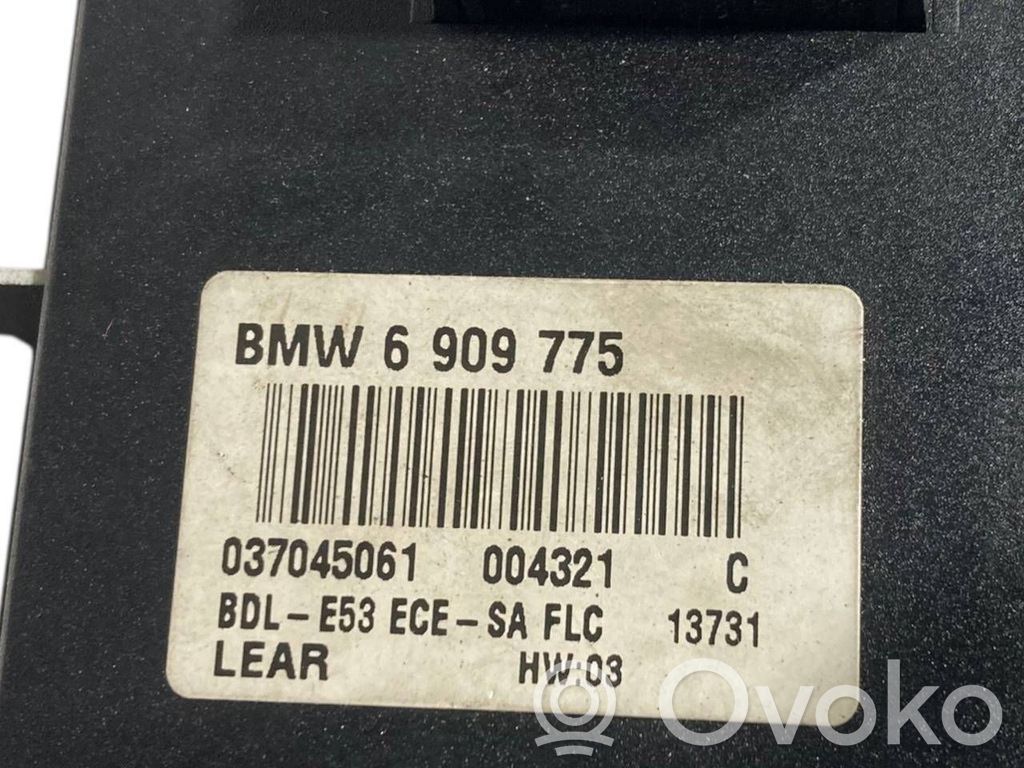 BMW 6 909 775
037045061 004321 C
BDL-E53 ECE-SA FLC 13731
LEAR HW:03
Ovoko